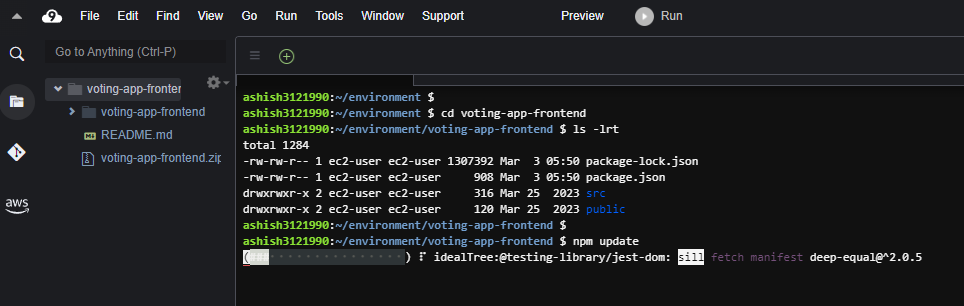 File Edit Find View Go Run Tools Window Support Preview Run
Go to Anything (Ctrl-P)
voting-app-fronten
voting-app-frontend
README.md
voting-app-frontend.zip
aws
ashish3121990:~/environment $
ashish3121990:~/environment $ cd voting-app-frontend
ashish3121990:~/environment/voting-app-frontend $ ls -lrt
total 1284
-rw-rw-r-- 1 ec2-user ec2-user 1307392 Mar  3 05:50 package-lock.json
-rw-rw-r-- 1 ec2-user ec2-user     908 Mar  3 05:50 package.json
drwxrwxr-x 2 ec2-user ec2-user     316 Mar 25  2023 src
drwxrwxr-x 2 ec2-user ec2-user     120 Mar 25  2023 public
ashish3121990:~/environment/voting-app-frontend $
ashish3121990:~/environment/voting-app-frontend $ npm update
(###················) ⠏ idealTree:@testing-library/jest-dom: sill fetch manifest deep-equal@^2.0.5